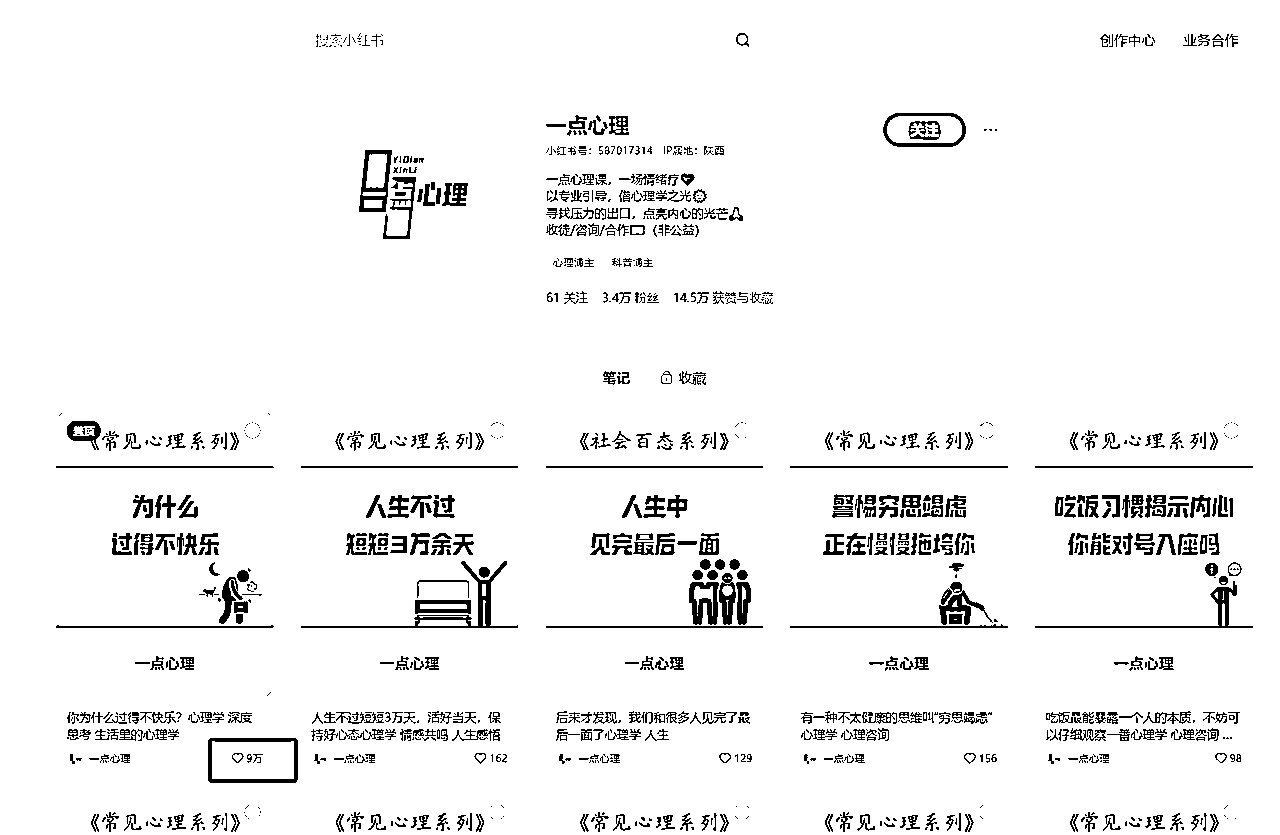 搜索小红书
创作中心 业务合作
一点心理
关注
小红书号：587017314 IP属地：陕西
YiDian
XinLi
点心理
一点心理课，一场情绪疗
以专业引导，借心理学之光
寻找压力的出口，点亮内心的光芒
收徒/咨询/合作 （非公益）
心理博主 科普博主
61 关注 3.4万 粉丝 14.5万 获赞与收藏
笔记 收藏
置顶
《常见心理系列》
为什么
过得不快乐
一点心理
你为什么过得不快乐？心理学 深度
思考 生活里的心理学
一点心理 9万
《常见心理系列》
人生不过
短短3万余天
一点心理
人生不过短短3万天，活好当天，保
持好心态心理学 情感共鸣 人生感悟
一点心理 162
《社会百态系列》
人生中
见完最后一面
一点心理
后来才发现，我们和很多人见完了最
后一面了心理学 人生
一点心理 129
《常见心理系列》
警惕穷思竭虑
正在慢慢拖垮你
一点心理
有一种不太健康的思维叫“穷思竭虑”
心理学 心理咨询
一点心理 156
《常见心理系列》
吃饭习惯揭示内心
你能对号入座吗
一点心理
吃饭最能暴露一个人的本质，不妨可
以仔细观察一番心理学 心理咨询 ...
一点心理 98
《常见心理系列》
《常见心理系列》
《常见心理系列》
《常见心理系列》
《常见心理系列》